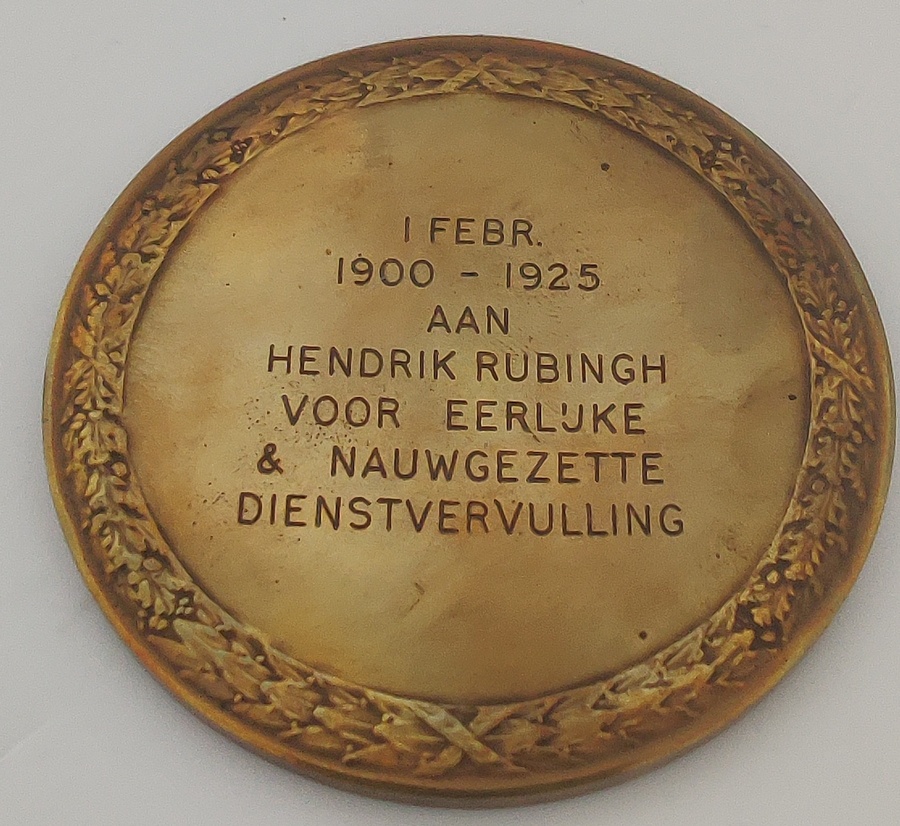 1 FEBR.
1900 - 1925
AAN
HENDRIK RUBINGH
VOOR EERLIJKE
& NAUWGEZETTE
DIENSTVERVULLING